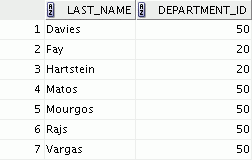 LAST_NAME DEPARTMENT_ID
1 Davies 50
2 Fay 20
3 Hartstein 20
4 Matos 50
5 Mourgos 50
6 Rajs 50
7 Vargas 50